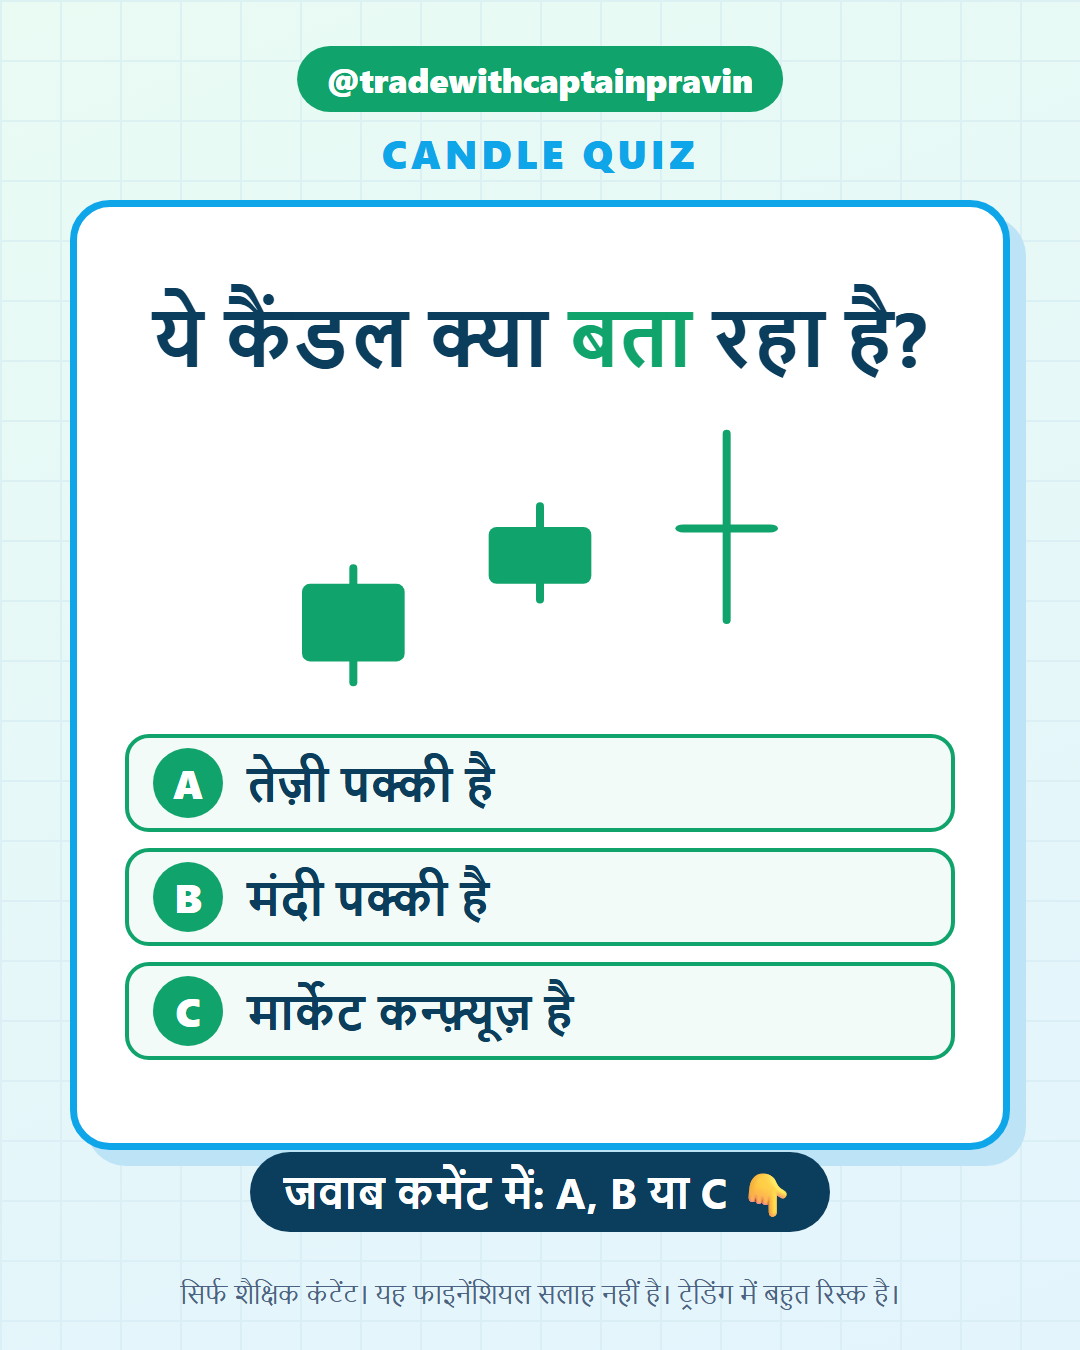 @tradewithcaptainpravin
CANDLE QUIZ
ये कैंडल क्या बता रहा है?
A तेज़ी पक्की है
B मंदी पक्की है
C मार्केट कन्फ़्यूज़ है
जवाब कमेंट में: A, B या C 👇
सिर्फ शैक्षिक कंटेंट। यह फाइनेंशियल सलाह नहीं है। ट्रेडिंग में बहुत रिस्क है।